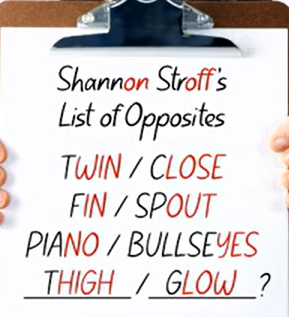 Shannon Stroff's
List of Opposites
TWIN / CLOSE
FIN / SPOUT
PIANO / BULLSEYES
THIGH / GLOW?